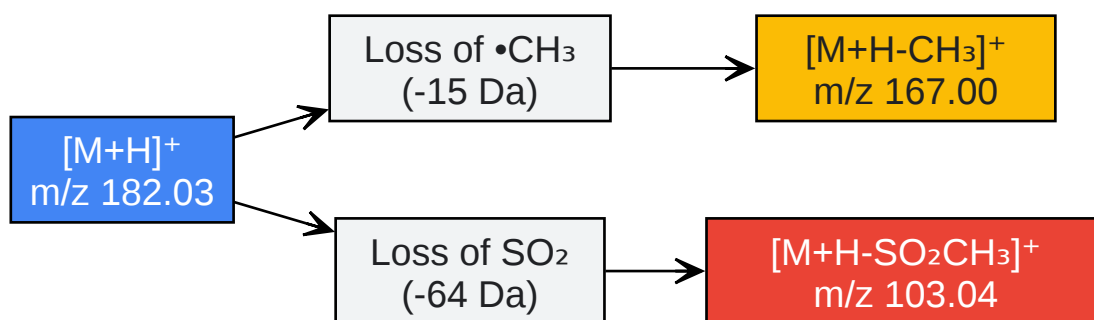 Loss of •CH₃
(-15 Da)
[M+H-CH₃]⁺
m/z 167.00
[M+H]⁺
m/z 182.03
Loss of SO₂
(-64 Da)
[M+H-SO₂CH₃]⁺
m/z 103.04